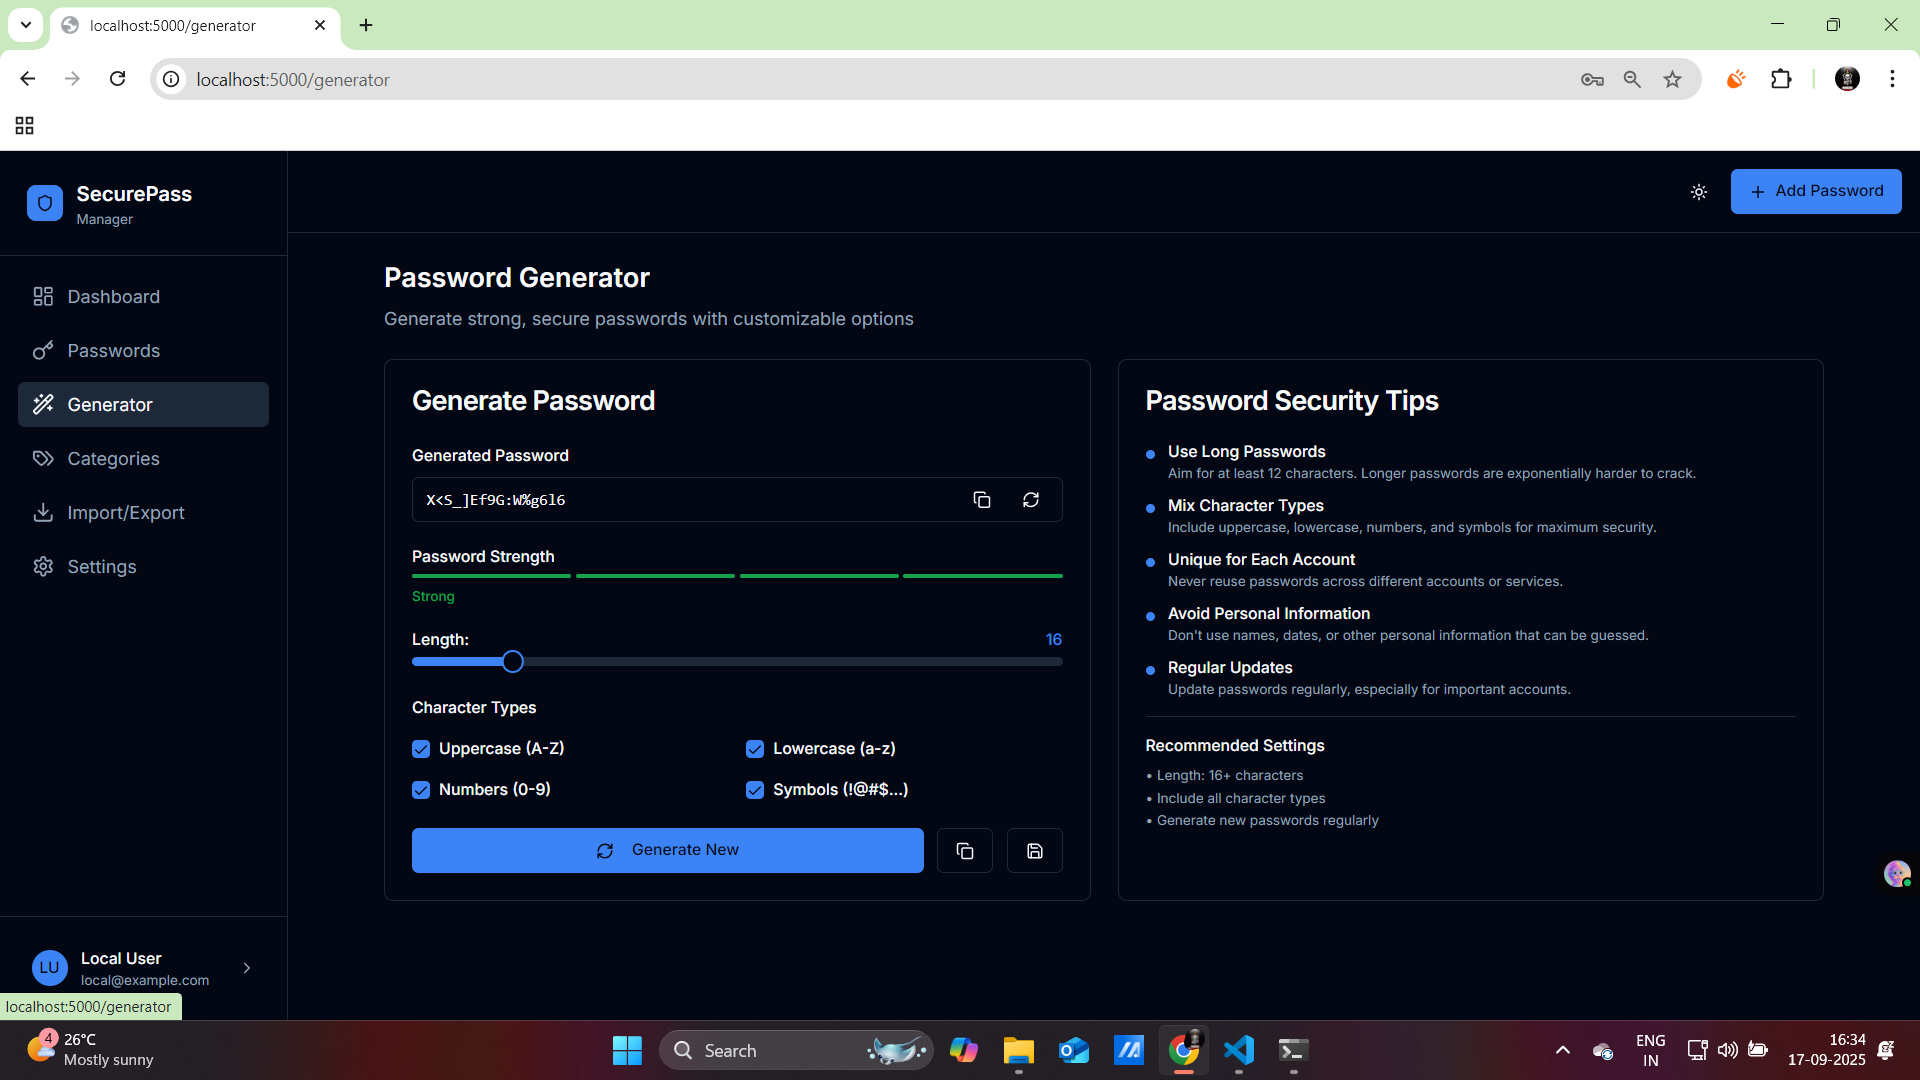 localhost:5000/generator
localhost:5000/generator
SecurePass
Manager
Add Password
Dashboard
Passwords
Generator
Categories
Import/Export
Settings
Password Generator
Generate strong, secure passwords with customizable options
Generate Password
Generated Password
X<S_]Ef9G:W%g6l6
Password Strength
Strong
Length:
16
Character Types
Uppercase (A-Z)
Lowercase (a-z)
Numbers (0-9)
Symbols (!@#$...)
Generate New
Password Security Tips
Use Long Passwords
Aim for at least 12 characters. Longer passwords are exponentially harder to crack.
Mix Character Types
Include uppercase, lowercase, numbers, and symbols for maximum security.
Unique for Each Account
Never reuse passwords across different accounts or services.
Avoid Personal Information
Don't use names, dates, or other personal information that can be guessed.
Regular Updates
Update passwords regularly, especially for important accounts.
Recommended Settings
• Length: 16+ characters
• Include all character types
• Generate new passwords regularly
LU
Local User
local@example.com
localhost:5000/generator
4
26°C
Mostly sunny
Search
ENG
IN
16:34
17-09-2025